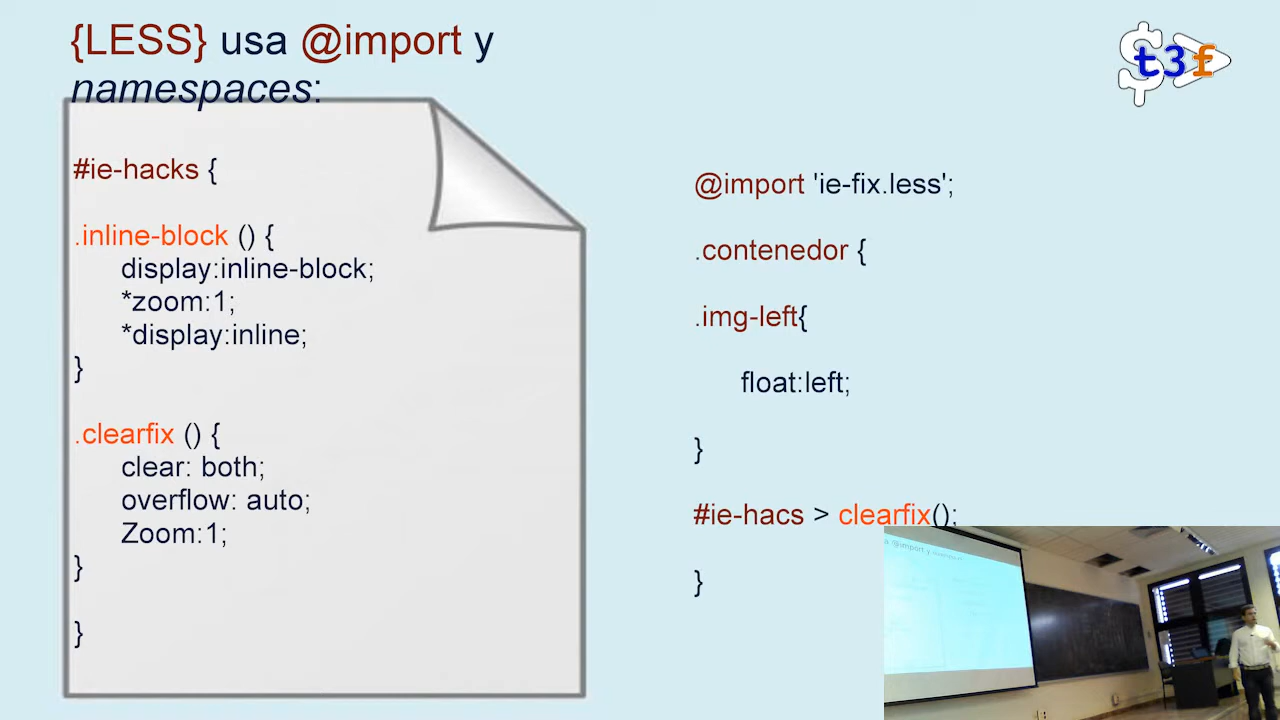 {LESS} usa @import y
namespaces:
t3f
#ie-hacks {
.inline-block () {
display:inline-block;
*zoom:1;
*display:inline;
}
.clearfix () {
clear: both;
overflow: auto;
Zoom:1;
}
}
@import 'ie-fix.less';
.contenedor {
.img-left{
float:left;
}
#ie-hacs > clearfix();
}
@import y